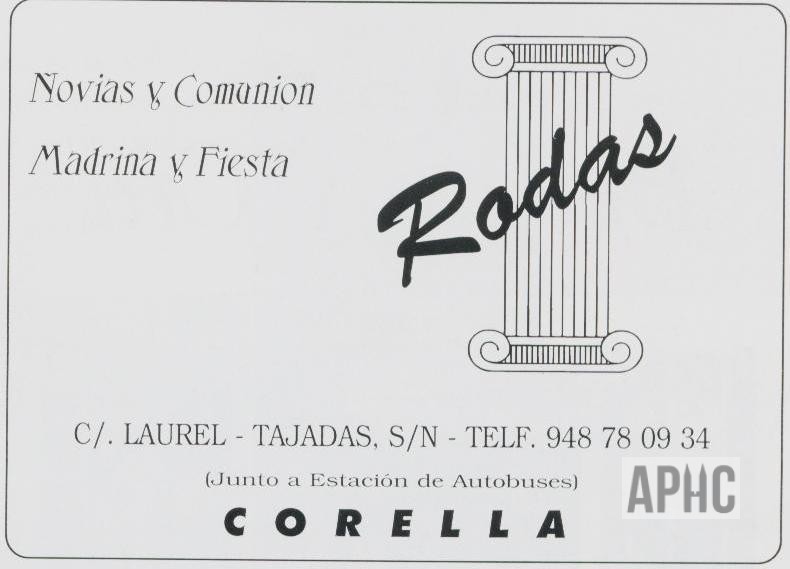 Novias y Comunion
Madrina y Fiesta
Rodas
C/. LAUREL - TAJADAS, S/N - TELF. 948 78 09 34
(Junto a Estación de Autobuses)
CORELLA
APHC